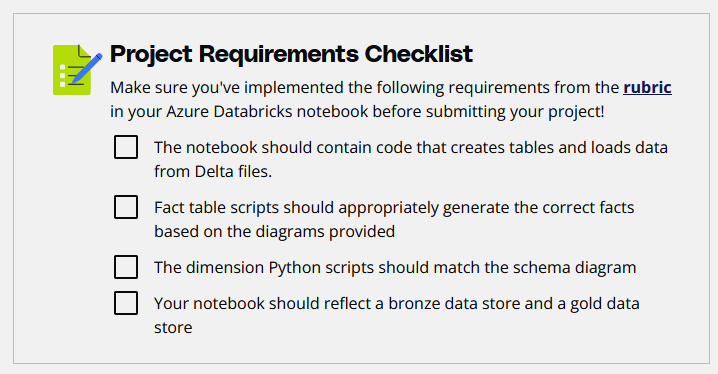 Project Requirements Checklist
Make sure you've implemented the following requirements from the rubric
in your Azure Databricks notebook before submitting your project!
The notebook should contain code that creates tables and loads data
from Delta files.
Fact table scripts should appropriately generate the correct facts
based on the diagrams provided
The dimension Python scripts should match the schema diagram
Your notebook should reflect a bronze data store and a gold data
store